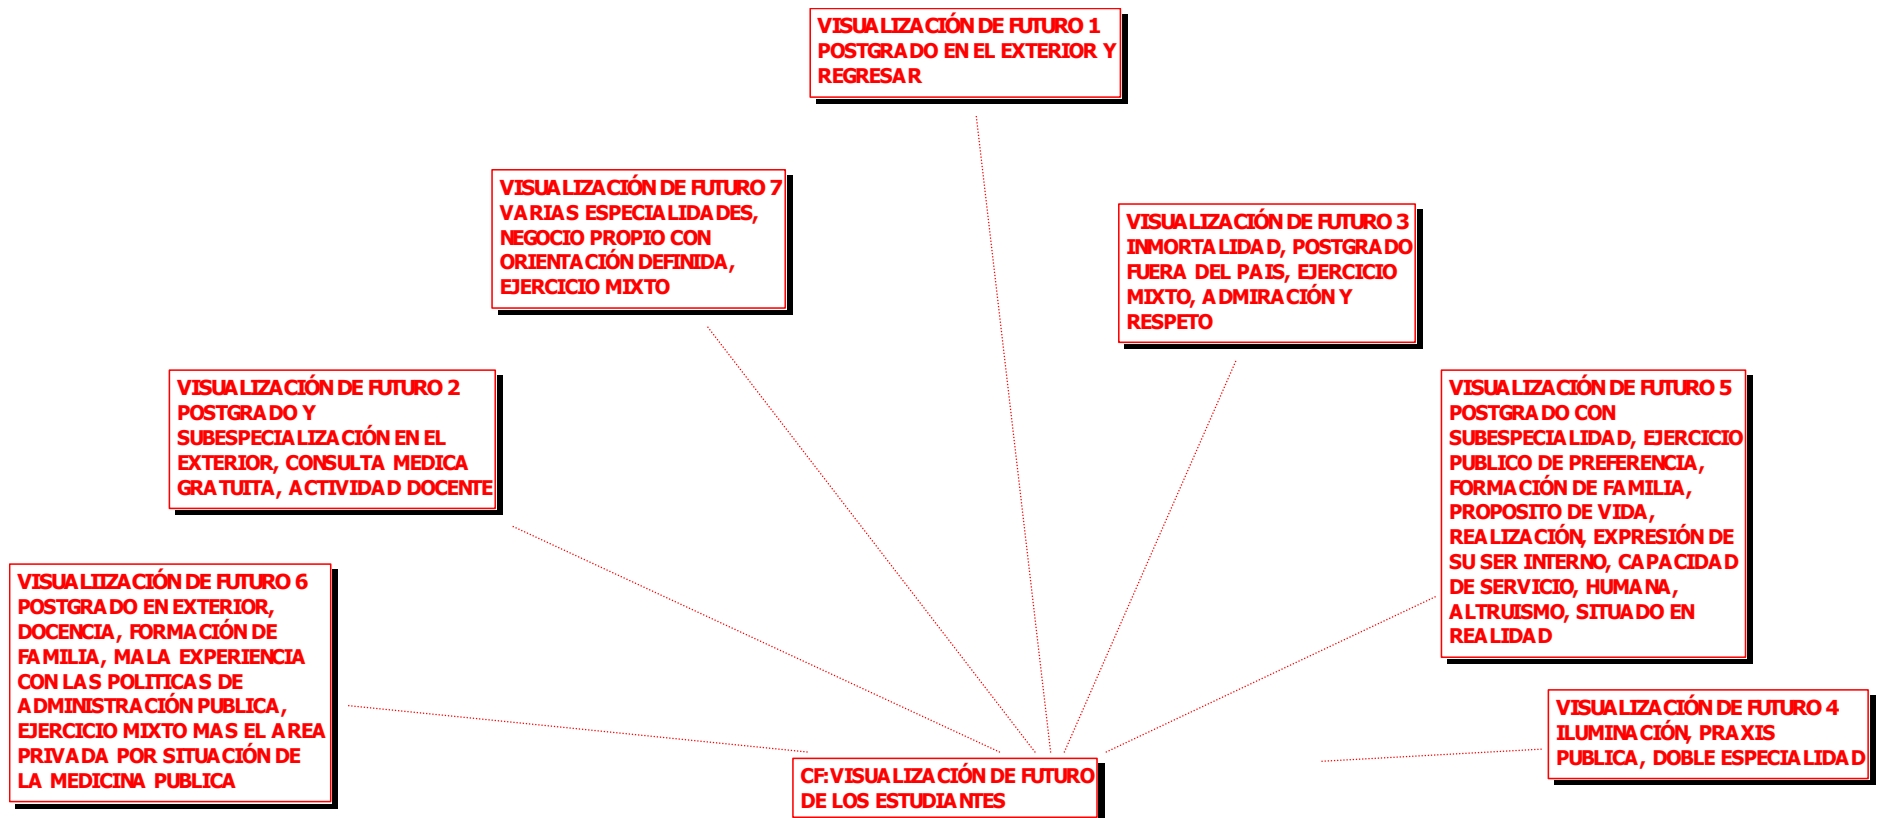 VISUALIZACIÓN DE FUTURO 1
POSTGRADO EN EL EXTERIOR Y
REGRESAR
VISUALIZACIÓN DE FUTURO 7
VARIAS ESPECIALIDADES,
NEGOCIO PROPIO CON
ORIENTACIÓN DEFINIDA,
EJERCICIO MIXTO
VISUALIZACIÓN DE FUTURO 3
INMORTALIDAD, POSTGRADO
FUERA DEL PAIS, EJERCICIO
MIXTO, ADMIRACIÓN Y
RESPETO
VISUALIZACIÓN DE FUTURO 2
POSTGRADO Y
SUBESPECIALIZACIÓN EN EL
EXTERIOR, CONSULTA MEDICA
GRATUITA, ACTIVIDAD DOCENTE
VISUALIZACIÓN DE FUTURO 5
POSTGRADO CON
SUBESPECIALIDAD, EJERCICIO
PUBLICO DE PREFERENCIA,
FORMACIÓN DE FAMILIA,
PROPOSITO DE VIDA,
REALIZACIÓN, EXPRESIÓN DE
SU SER INTERNO, CAPACIDAD
DE SERVICIO, HUMANA,
ALTRUISMO, SITUADO EN
REALIDAD
VISUALIIZACIÓN DE FUTURO 6
POSTGRADO EN EXTERIOR,
DOCENCIA, FORMACIÓN DE
FAMILIA, MALA EXPERIENCIA
CON LAS POLITICAS DE
ADMINISTRACIÓN PUBLICA,
EJERCICIO MIXTO MAS EL AREA
PRIVADA POR SITUACIÓN DE
LA MEDICINA PUBLICA
VISUALIZACIÓN DE FUTURO 4
ILUMINACIÓN, PRAXIS
PUBLICA, DOBLE ESPECIALIDAD
CF:VISUALIZACIÓN DE FUTURO
DE LOS ESTUDIANTES